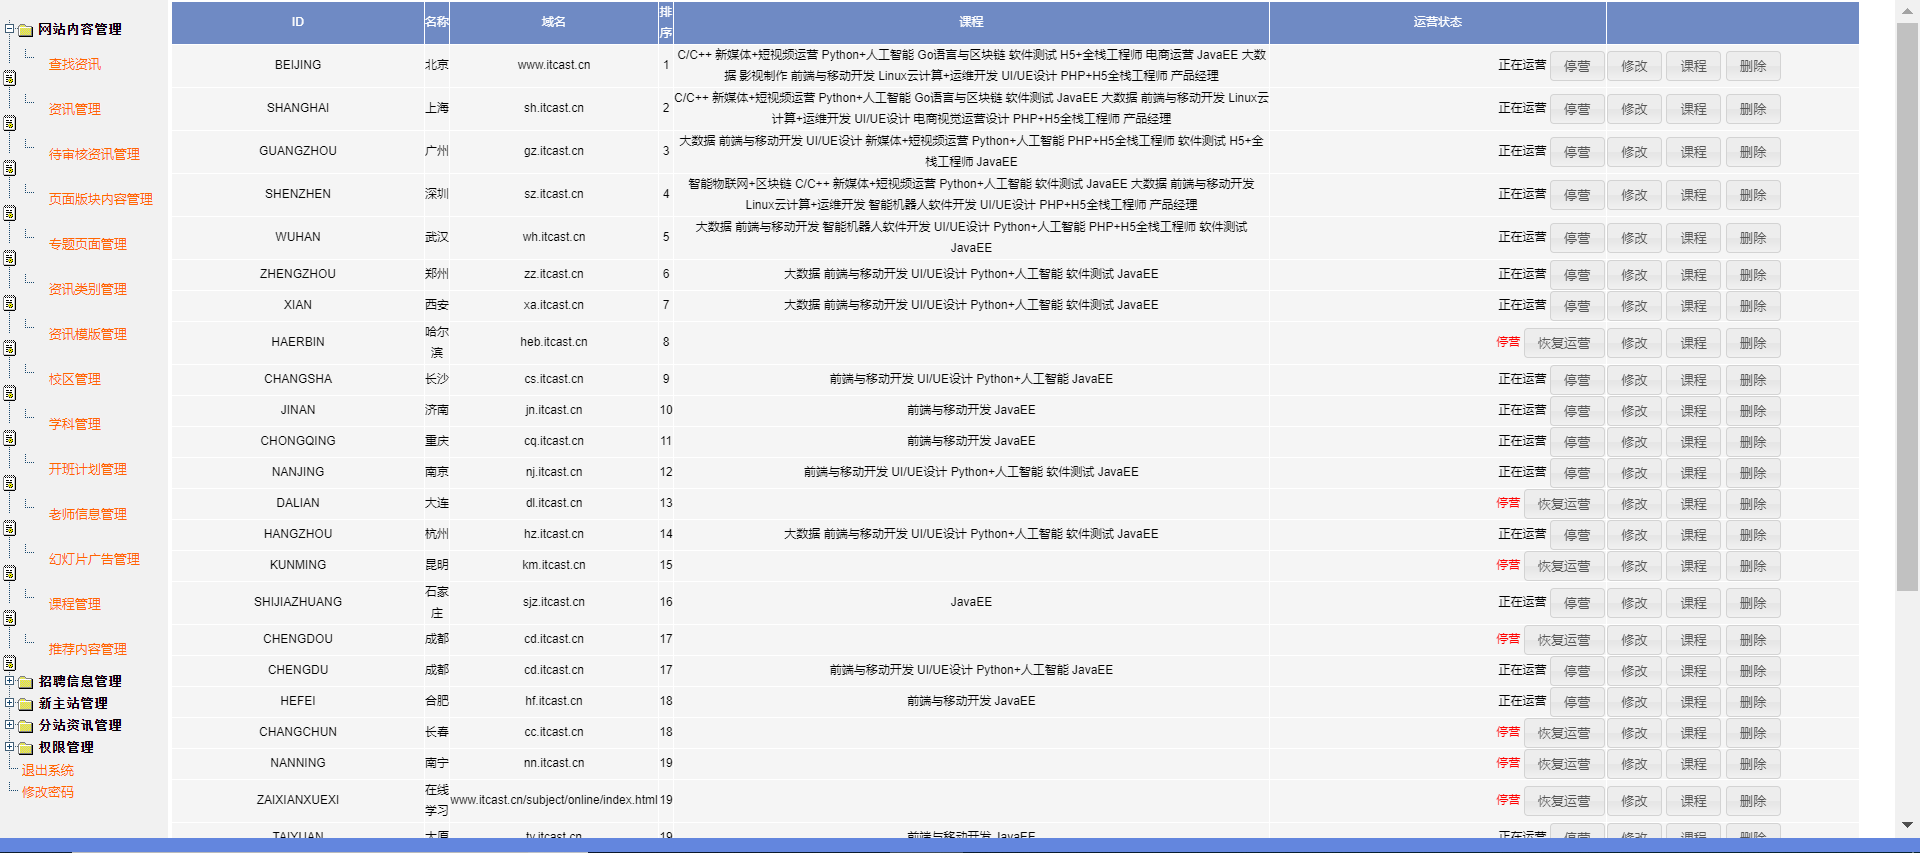 网站内容管理
查找资讯
资讯管理
待审核资讯管理
页面版块内容管理
专题页面管理
资讯类别管理
资讯模版管理
校区管理
学科管理
开班计划管理
老师信息管理
幻灯片广告管理
课程管理
推荐内容管理
招聘信息管理
新主站管理
分站资讯管理
权限管理
退出系统
修改密码
ID 名称 域名 排序 课程 运营状态
BEIJING 北京 www.itcast.cn 1 C/C++ 新媒体+短视频运营 Python+人工智能 Go语言与区块链 软件测试 H5+全栈工程师 电商运营 JavaEE 大数
据 影视制作 前端与移动开发 Linux云计算+运维开发 UI/UE设计 PHP+H5全栈工程师 产品经理 正在运营 停营 修改 课程 删除
SHANGHAI 上海 sh.itcast.cn 2 C/C++ 新媒体+短视频运营 Python+人工智能 Go语言与区块链 软件测试 JavaEE 大数据 前端与移动开发 Linux云
计算+运维开发 UI/UE设计 电商视觉运营设计 PHP+H5全栈工程师 产品经理 正在运营 停营 修改 课程 删除
GUANGZHOU 广州 gz.itcast.cn 3 大数据 前端与移动开发 UI/UE设计 新媒体+短视频运营 Python+人工智能 PHP+H5全栈工程师 软件测试 H5+全
栈工程师 JavaEE 正在运营 停营 修改 课程 删除
SHENZHEN 深圳 sz.itcast.cn 4 智能物联网+区块链 C/C++ 新媒体+短视频运营 Python+人工智能 软件测试 JavaEE 大数据 前端与移动开发
Linux云计算+运维开发 智能机器人软件开发 UI/UE设计 PHP+H5全栈工程师 产品经理 正在运营 停营 修改 课程 删除
WUHAN 武汉 wh.itcast.cn 5 大数据 前端与移动开发 智能机器人软件开发 UI/UE设计 Python+人工智能 PHP+H5全栈工程师 软件测试
JavaEE 正在运营 停营 修改 课程 删除
ZHENGZHOU 郑州 zz.itcast.cn 6 大数据 前端与移动开发 UI/UE设计 Python+人工智能 软件测试 JavaEE 正在运营 停营 修改 课程 删除
XIAN 西安 xa.itcast.cn 7 大数据 前端与移动开发 UI/UE设计 Python+人工智能 软件测试 JavaEE 正在运营 停营 修改 课程 删除
HAERBIN 哈尔滨 heb.itcast.cn 8 停营 恢复运营 修改 课程 删除
CHANGSHA 长沙 cs.itcast.cn 9 前端与移动开发 UI/UE设计 Python+人工智能 JavaEE 正在运营 停营 修改 课程 删除
JINAN 济南 jn.itcast.cn 10 前端与移动开发 JavaEE 正在运营 停营 修改 课程 删除
CHONGQING 重庆 cq.itcast.cn 11 前端与移动开发 JavaEE 正在运营 停营 修改 课程 删除
NANJING 南京 nj.itcast.cn 12 前端与移动开发 UI/UE设计 Python+人工智能 软件测试 JavaEE 正在运营 停营 修改 课程 删除
DALIAN 大连 dl.itcast.cn 13 停营 恢复运营 修改 课程 删除
HANGZHOU 杭州 hz.itcast.cn 14 大数据 前端与移动开发 UI/UE设计 Python+人工智能 软件测试 JavaEE 正在运营 停营 修改 课程 删除
KUNMING 昆明 km.itcast.cn 15 停营 恢复运营 修改 课程 删除
SHIJIAZHUANG 石家庄 sjz.itcast.cn 16 JavaEE 正在运营 停营 修改 课程 删除
CHENGDOU 成都 cd.itcast.cn 17 停营 恢复运营 修改 课程 删除
CHENGDU 成都 cd.itcast.cn 17 前端与移动开发 UI/UE设计 Python+人工智能 JavaEE 正在运营 停营 修改 课程 删除
HEFEI 合肥 hf.itcast.cn 18 前端与移动开发 JavaEE 正在运营 停营 修改 课程 删除
CHANGCHUN 长春 cc.itcast.cn 18 停营 恢复运营 修改 课程 删除
NANNING 南宁 nn.itcast.cn 19 停营 恢复运营 修改 课程 删除
ZAIXIANXUEXI 在线学习 www.itcast.cn/subject/online/index.html 19 停营 恢复运营 修改 课程 删除
TAIYUAN 太原 ty.itcast.cn 19 前端与移动开发 JavaEE 正在运营 停营 修改 课程 删除